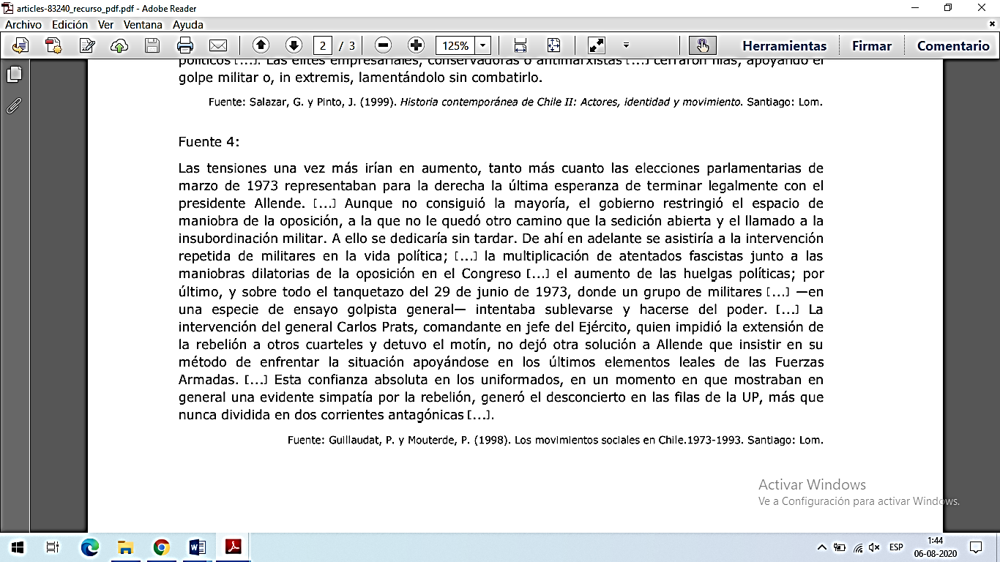 articles-83240_recurso_pdf.pdf - Adobe Reader
Archivo Edición Ver Ventana Ayuda
2 / 3 125% Herramientas Firmar Comentario
políticos […]. Las élites empresariales, conservadoras o antimarxistas […] cerraron filas, apoyando el
golpe militar o, in extremis, lamentándolo sin combatirlo.
Fuente: Salazar, G. y Pinto, J. (1999). Historia contemporánea de Chile II: Actores, identidad y movimiento. Santiago: Lom.
Fuente 4:
Las tensiones una vez más irían en aumento, tanto más cuanto las elecciones parlamentarias de
marzo de 1973 representaban para la derecha la última esperanza de terminar legalmente con el
presidente Allende. […] Aunque no consiguió la mayoría, el gobierno restringió el espacio de
maniobra de la oposición, a la que no le quedó otro camino que la sedición abierta y el llamado a la
insubordinación militar. A ello se dedicaría sin tardar. De ahí en adelante se asistiría a la intervención
repetida de militares en la vida política; […] la multiplicación de atentados fascistas junto a las
maniobras dilatorias de la oposición en el Congreso […] el aumento de las huelgas políticas; por
último, y sobre todo el tanquetazo del 29 de junio de 1973, donde un grupo de militares […] —en
una especie de ensayo golpista general— intentaba sublevarse y hacerse del poder. […] La
intervención del general Carlos Prats, comandante en jefe del Ejército, quien impidió la extensión de
la rebelión a otros cuarteles y detuvo el motín, no dejó otra solución a Allende que insistir en su
método de enfrentar la situación apoyándose en los últimos elementos leales de las Fuerzas
Armadas. […] Esta confianza absoluta en los uniformados, en un momento en que mostraban en
general una evidente simpatía por la rebelión, generó el desconcierto en las filas de la UP, más que
nunca dividida en dos corrientes antagónicas […].
Fuente: Guillaudat, P. y Mouterde, P. (1998). Los movimientos sociales en Chile.1973-1993. Santiago: Lom.
Activar Windows
Ve a Configuración para activar Windows.
ESP
1:44
06-08-2020